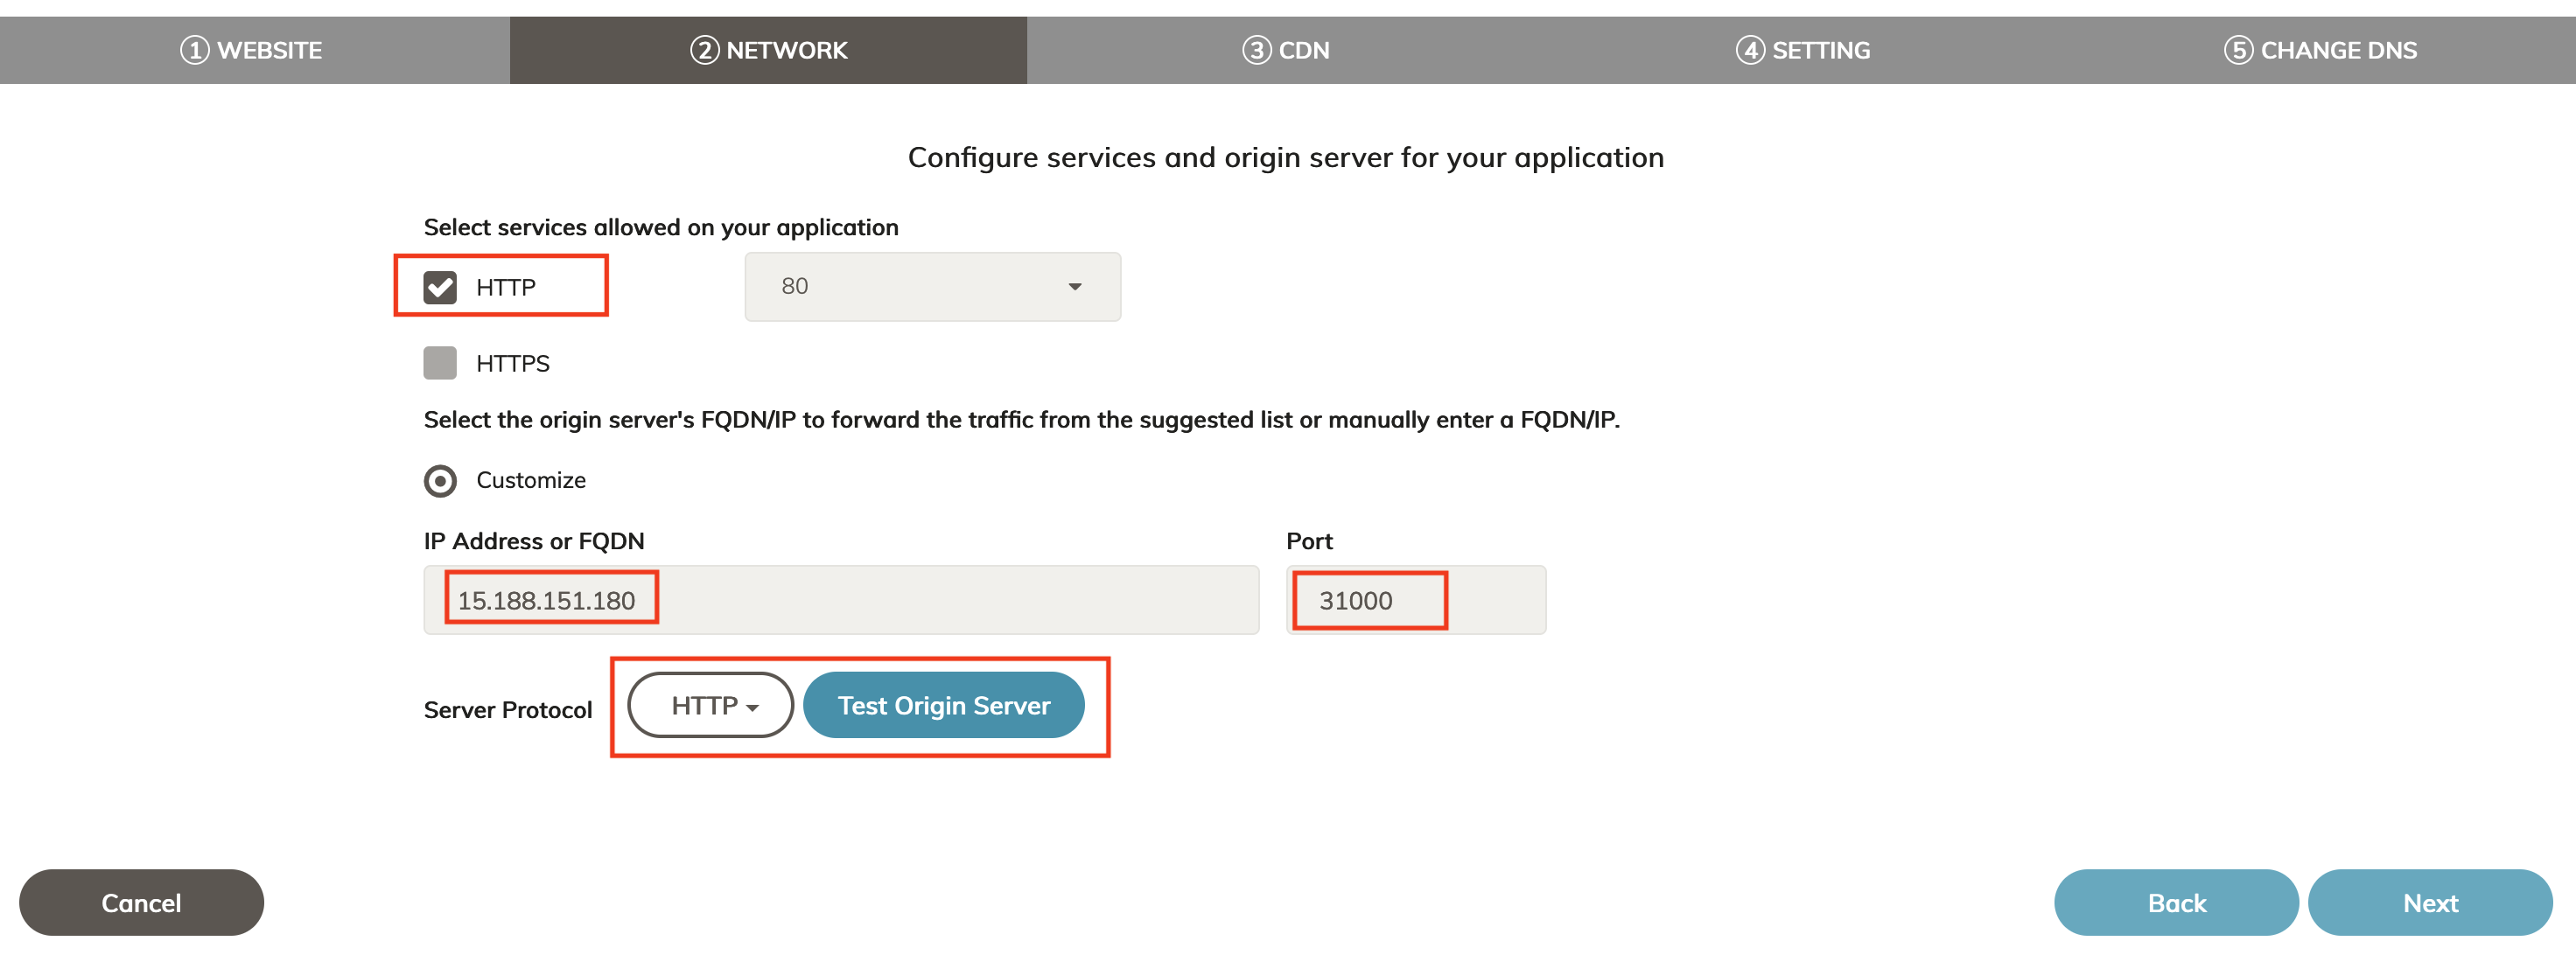 1 WEBSITE 2 NETWORK 3 CDN 4 SETTING 5 CHANGE DNS
Configure services and origin server for your application
Select services allowed on your application
HTTP 80
HTTPS
Select the origin server's FQDN/IP to forward the traffic from the suggested list or manually enter a FQDN/IP.
Customize
IP Address or FQDN Port
15.188.151.180 31000
Server Protocol HTTP Test Origin Server
Cancel Back Next